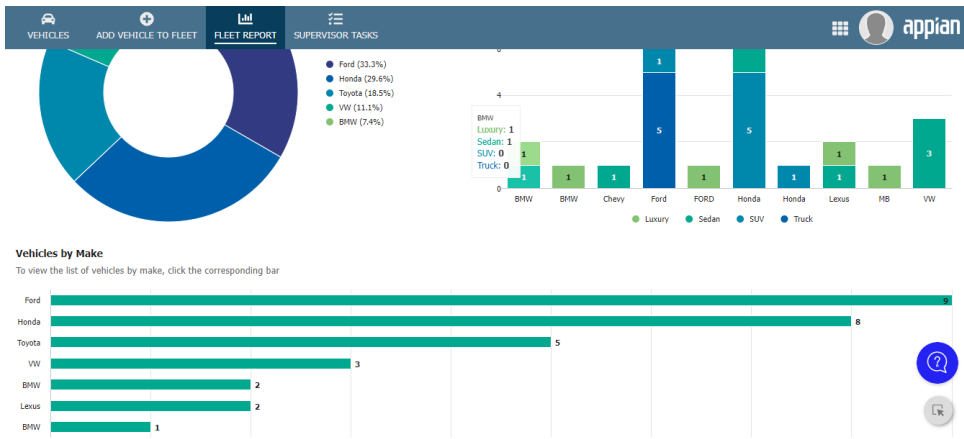 VEHICLES
ADD VEHICLE TO FLEET
FLEET REPORT
SUPERVISOR TASKS
appian
Ford (33.3%)
Honda (29.6%)
Toyota (18.5%)
VW (11.1%)
BMW (7.4%)
4
0
BMW
Luxury: 1
Sedan: 1
SUV: 0
Truck: 0
1
1
1
1
1
5
1
5
1
1
1
1
3
BMW
BMW
Chevy
Ford
FORD
Honda
Honda
Lexus
MB
VW
Luxury
Sedan
SUV
Truck
Vehicles by Make
To view the list of vehicles by make, click the corresponding bar
Ford
9
Honda
8
Toyota
5
VW
3
BMW
2
Lexus
2
BMW
1